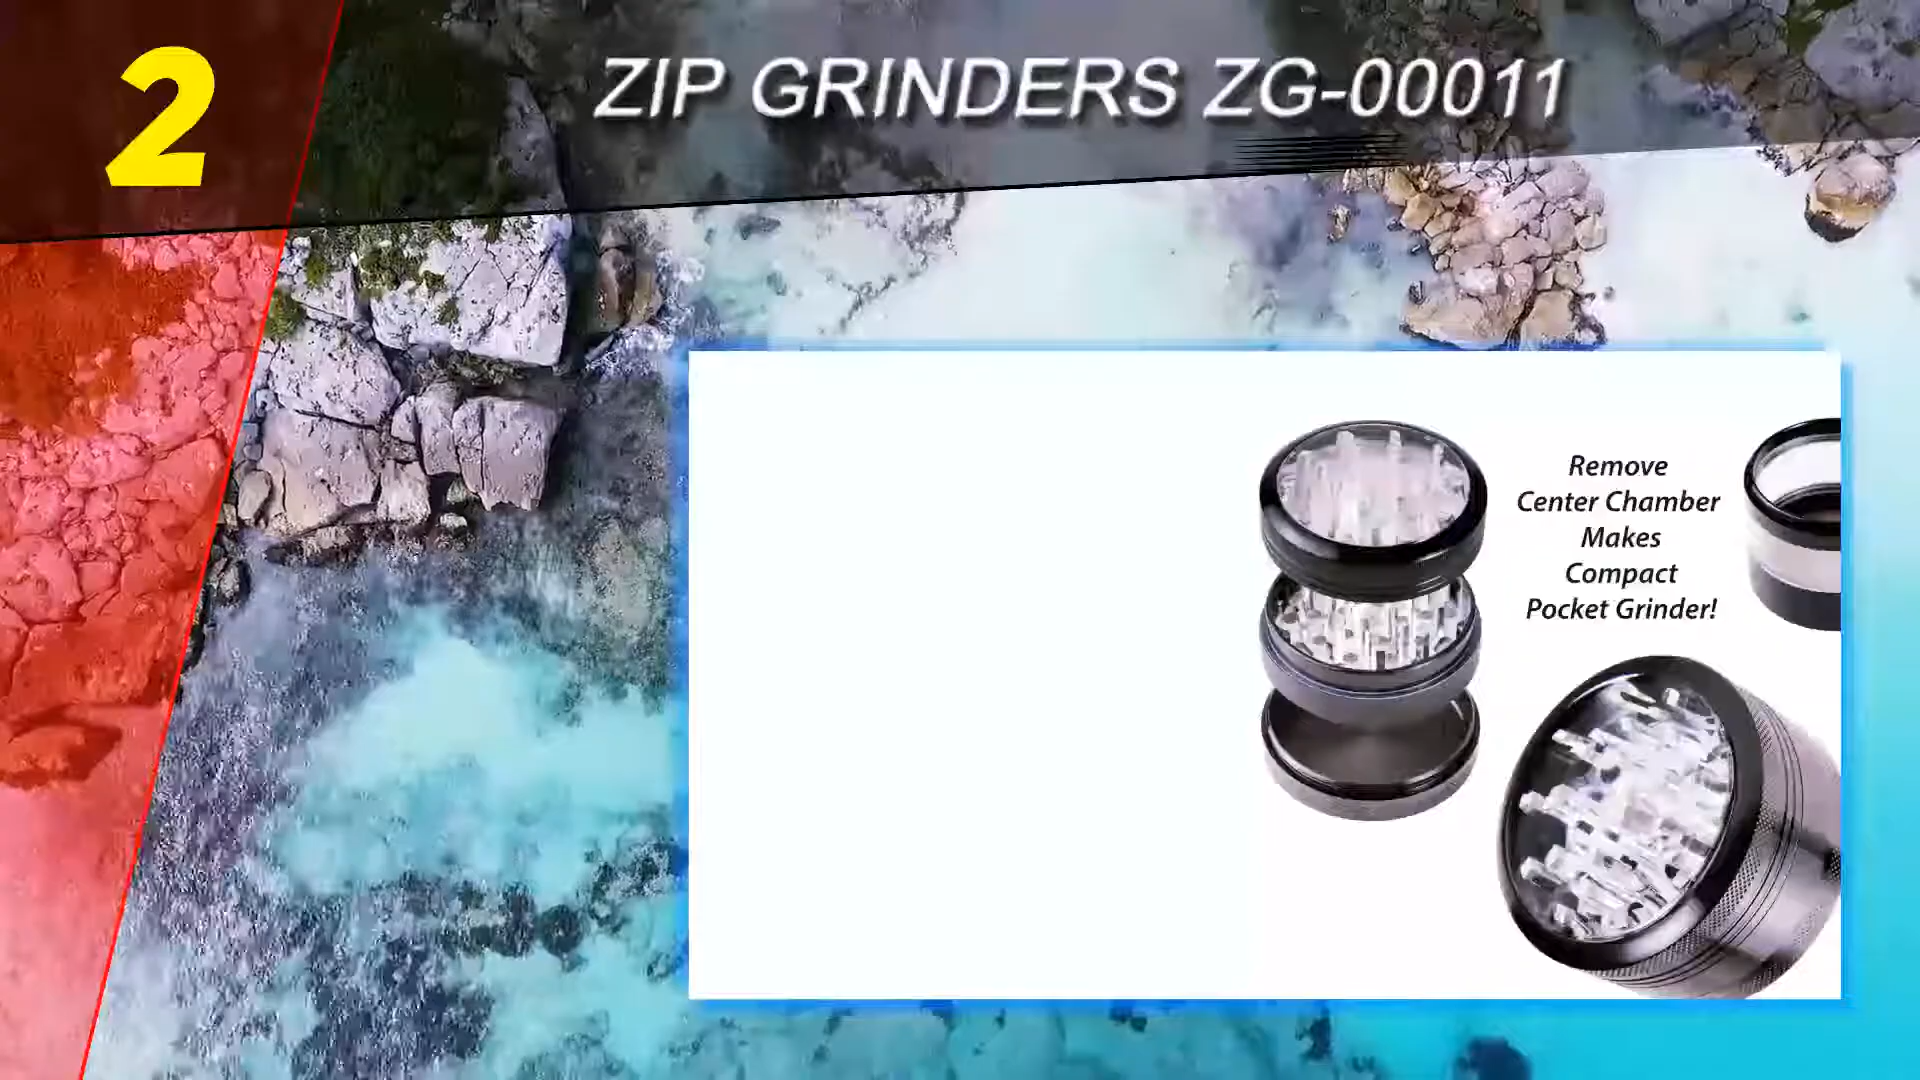 2
ZIP GRINDERS ZG-00011
Remove
Center Chamber
Makes
Compact
Pocket Grinder!